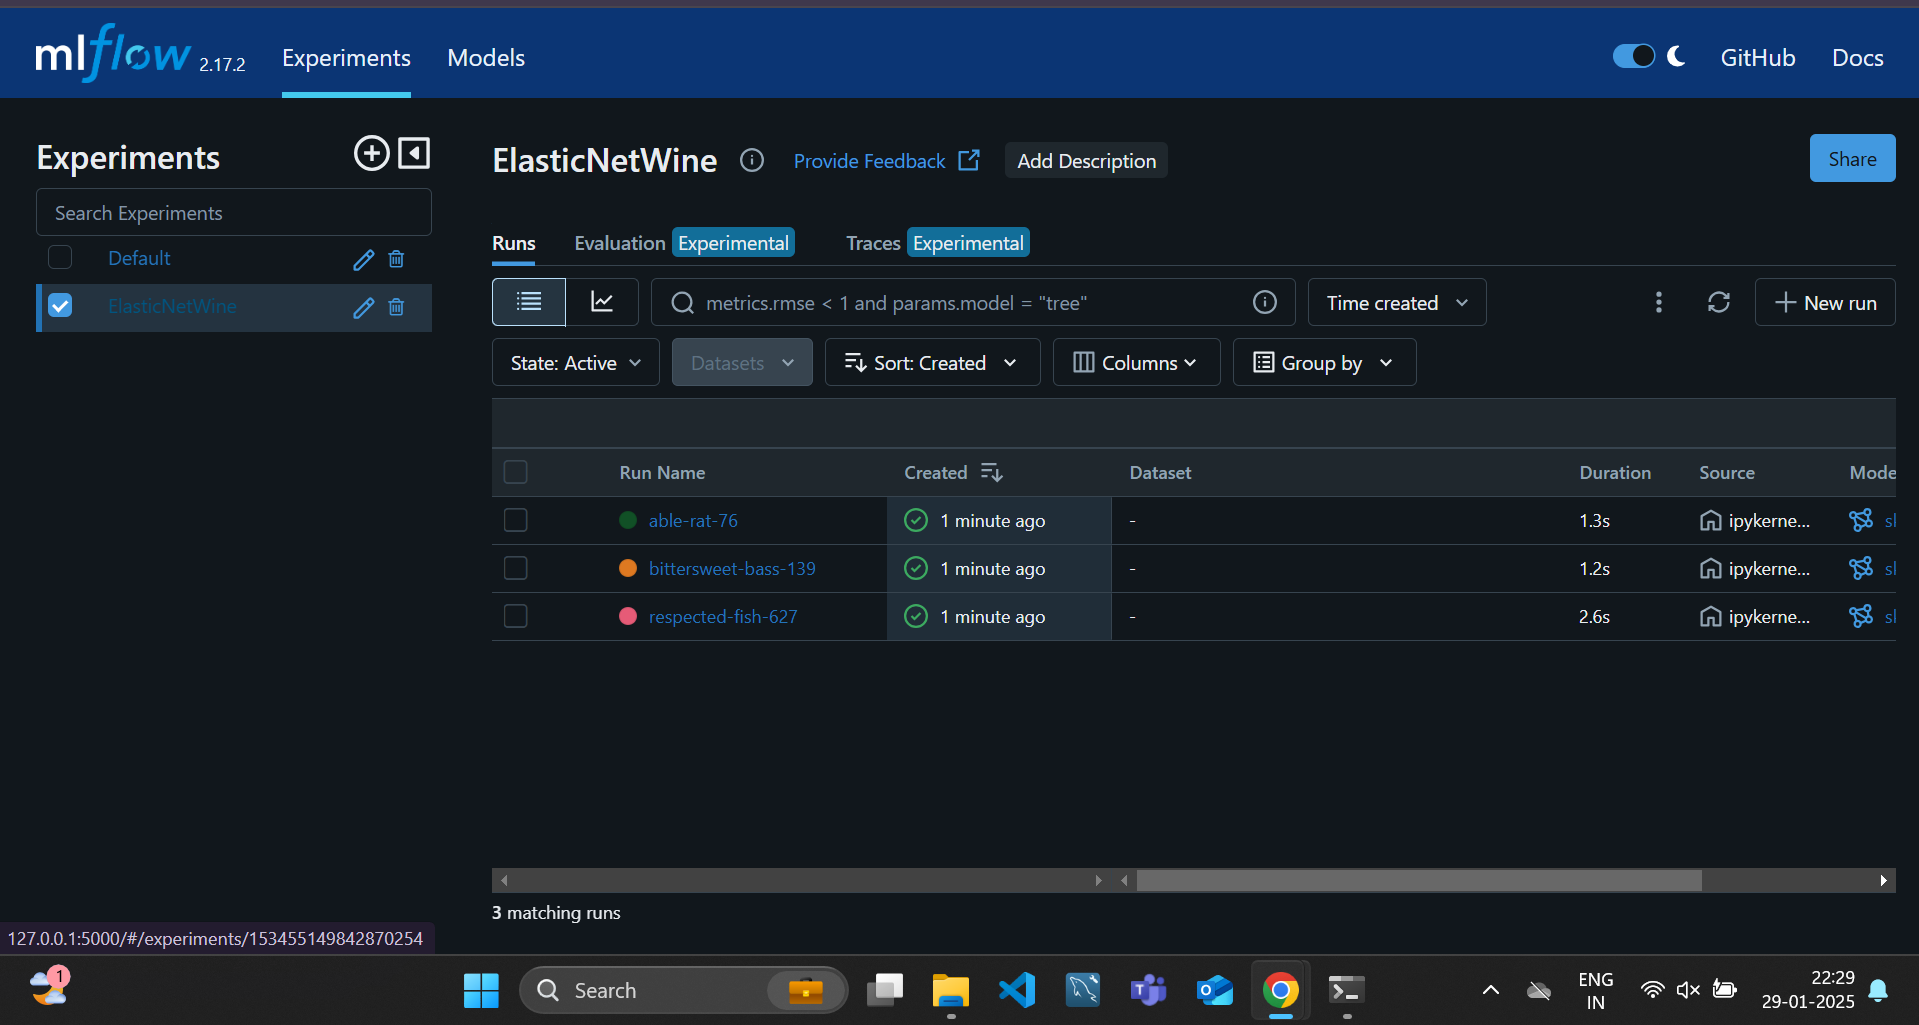 mlflow 2.17.2 Experiments Models GitHub Docs
Experiments
Search Experiments
Default
ElasticNetWine
ElasticNetWine Provide Feedback Add Description Share
Runs Evaluation Experimental Traces Experimental
metrics.rmse < 1 and params.model = "tree" Time created New run
State: Active Datasets Sort: Created Columns Group by
Run Name Created Dataset Duration Source Mode
able-rat-76 1 minute ago - 1.3s ipykerne...
bittersweet-bass-139 1 minute ago - 1.2s ipykerne...
respected-fish-627 1 minute ago - 2.6s ipykerne...
3 matching runs
127.0.0.1:5000/#/experiments/153455149842870254
1 Search ENG 22:29
IN 29-01-2025